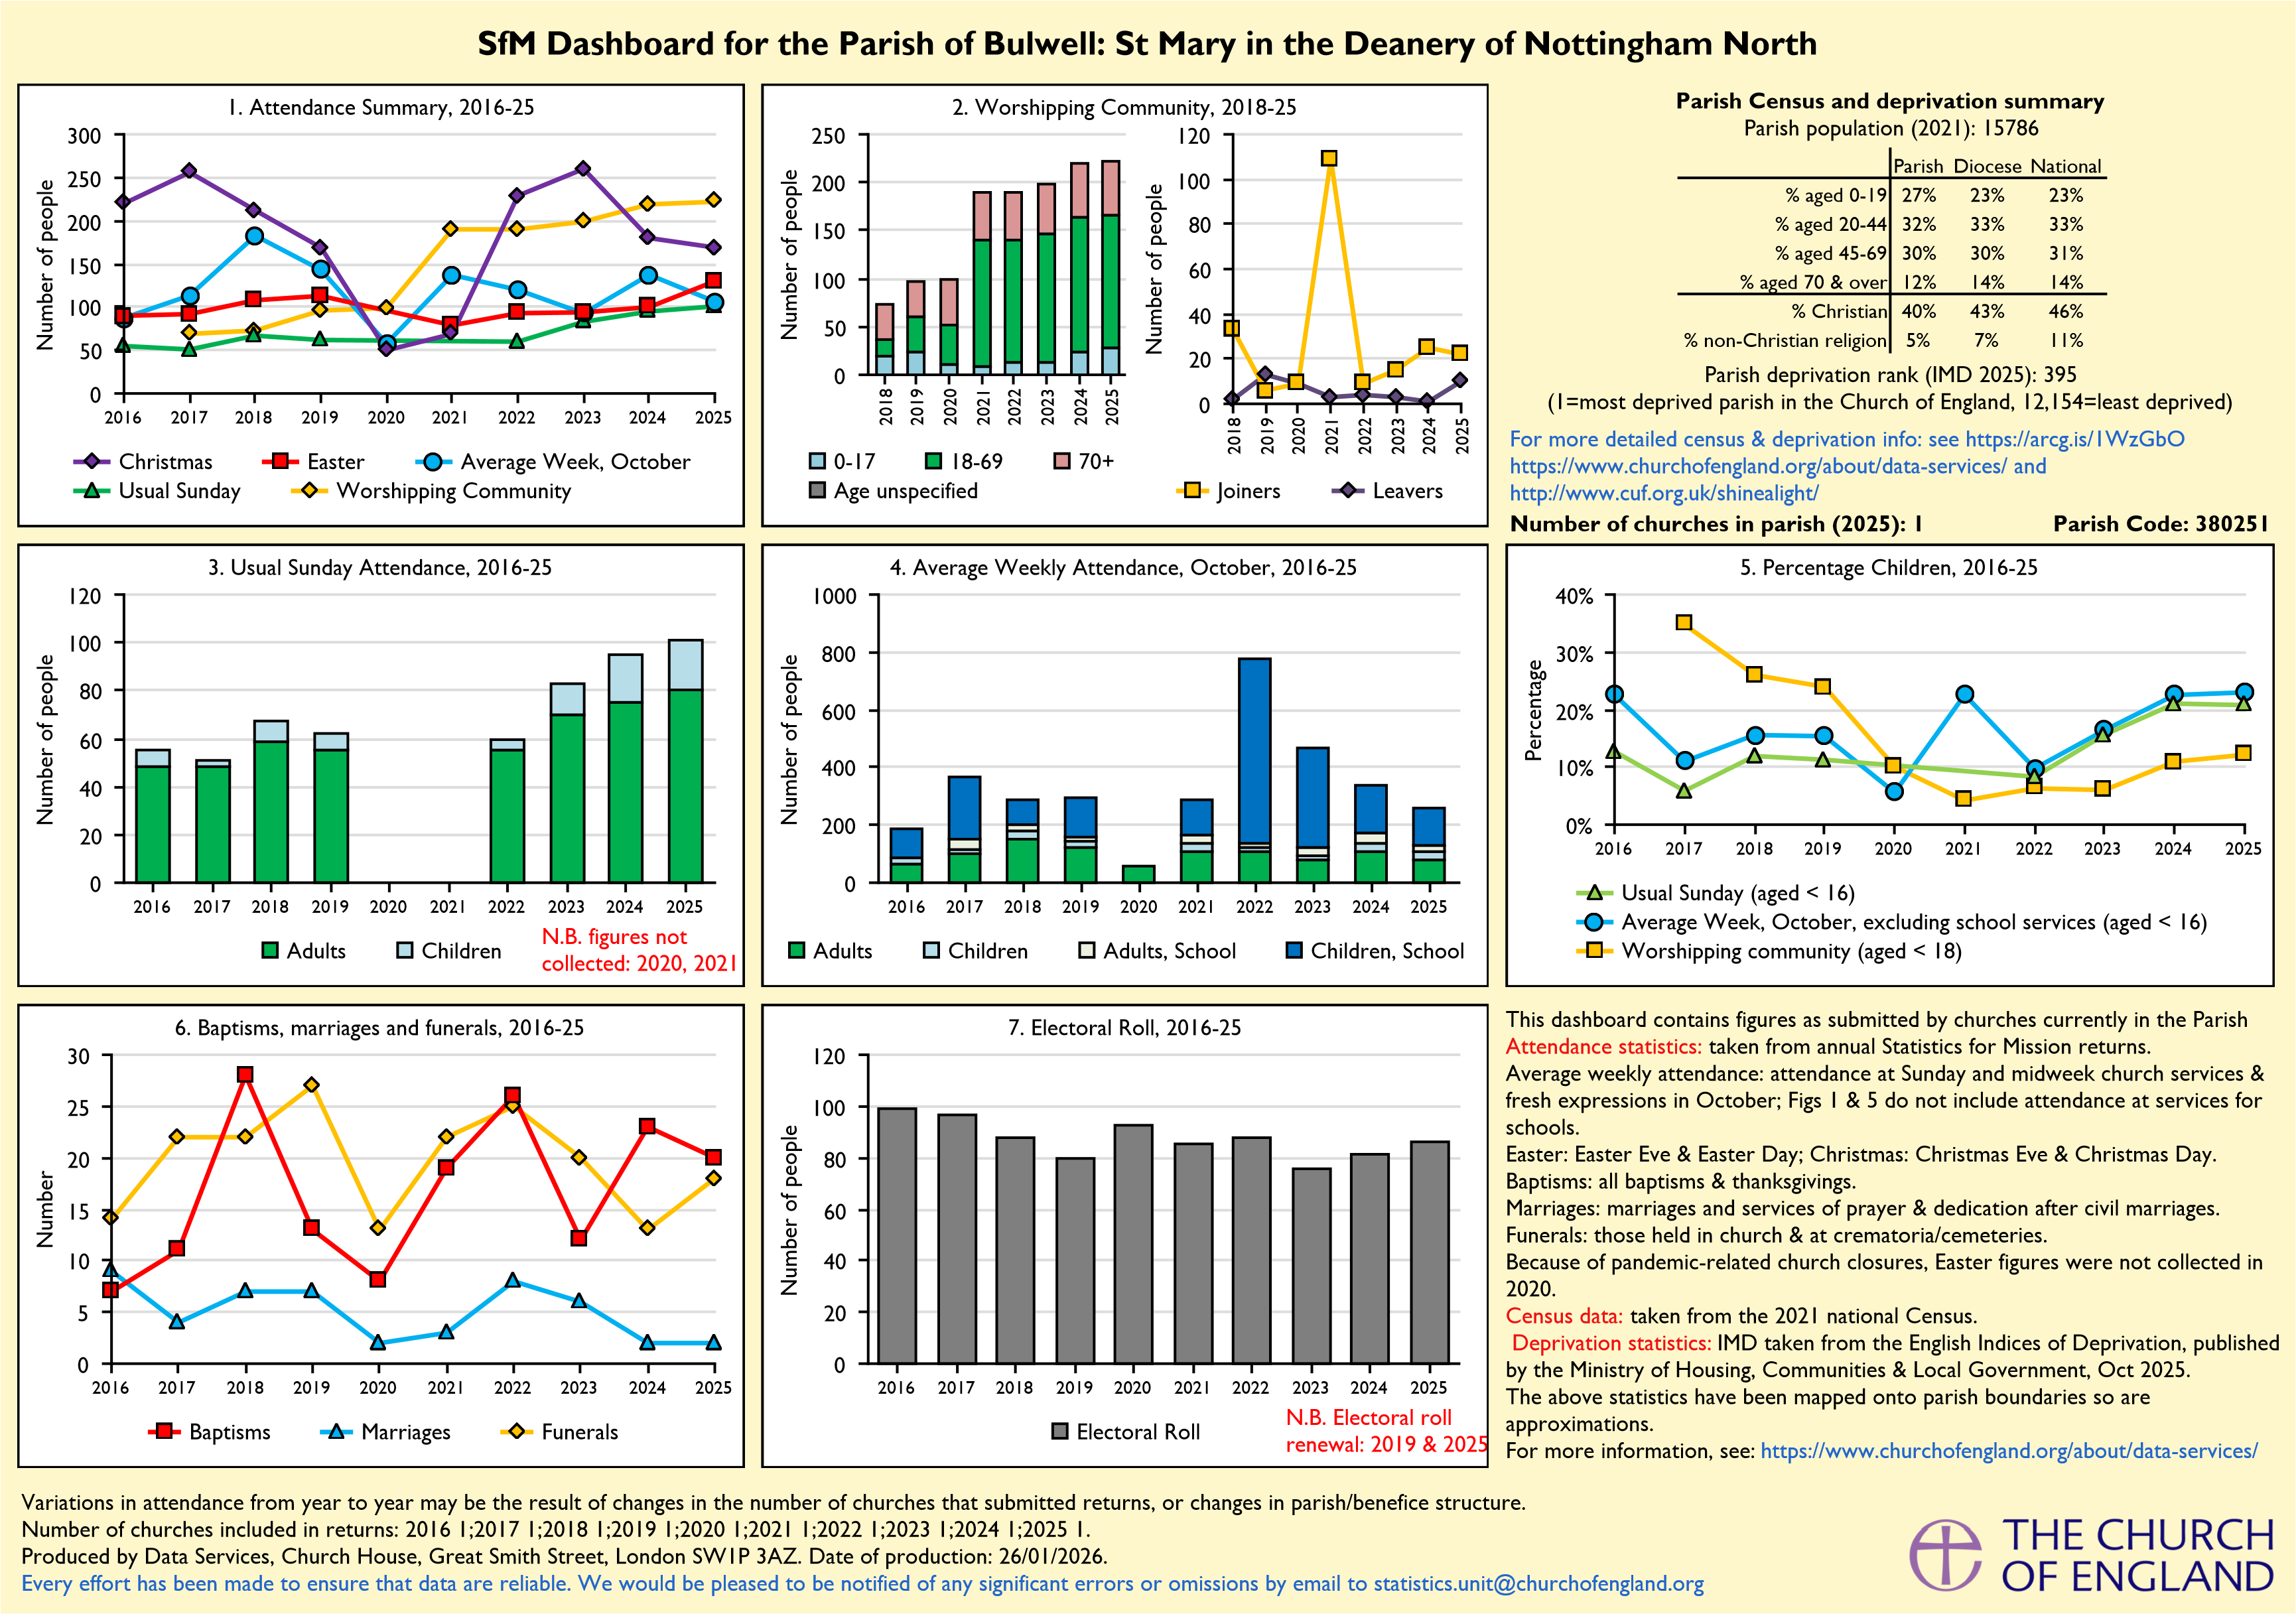 SfM Dashboard for the Parish of Bulwell: St Mary in the Deanery of Nottingham North
1. Attendance Summary, 2016-25
Number of people
300
250
200
150
100
50
0
2016 2017 2018 2019 2020 2021 2022 2023 2024 2025
Christmas Easter Average Week, October
Usual Sunday Worshipping Community
2. Worshipping Community, 2018-25
Number of people
250
200
150
100
50
0
2018 2019 2020 2021 2022 2023 2024 2025
0-17 18-69 70+
Age unspecified
Number of people
120
100
80
60
40
20
0
2018 2019 2020 2021 2022 2023 2024 2025
Joiners Leavers
Parish Census and deprivation summary
Parish population (2021): 15786
Parish Diocese National
% aged 0-19 27% 23% 23%
% aged 20-44 32% 33% 33%
% aged 45-69 30% 30% 31%
% aged 70 & over 12% 14% 14%
% Christian 40% 43% 46%
% non-Christian religion 5% 7% 11%
Parish deprivation rank (IMD 2025): 395
(1=most deprived parish in the Church of England, 12,154=least deprived)
For more detailed census & deprivation info: see https://arcg.is/1WzGbO
https://www.churchofengland.org/about/data-services/ and
http://www.cuf.org.uk/shinealight/
Number of churches in parish (2025): 1 Parish Code: 380251
3. Usual Sunday Attendance, 2016-25
Number of people
120
100
80
60
40
20
0
2016 2017 2018 2019 2020 2021 2022 2023 2024 2025
Adults Children
N.B. figures not
collected: 2020, 2021
4. Average Weekly Attendance, October, 2016-25
Number of people
1000
800
600
400
200
0
2016 2017 2018 2019 2020 2021 2022 2023 2024 2025
Adults Children Adults, School Children, School
5. Percentage Children, 2016-25
Percentage
40%
30%
20%
10%
0%
2016 2017 2018 2019 2020 2021 2022 2023 2024 2025
Usual Sunday (aged < 16)
Average Week, October, excluding school services (aged < 16)
Worshipping community (aged < 18)
6. Baptisms, marriages and funerals, 2016-25
Number
30
25
20
15
10
5
0
2016 2017 2018 2019 2020 2021 2022 2023 2024 2025
Baptisms Marriages Funerals
7. Electoral Roll, 2016-25
Number of people
120
100
80
60
40
20
0
2016 2017 2018 2019 2020 2021 2022 2023 2024 2025
Electoral Roll
N.B. Electoral roll
renewal: 2019 & 2025
This dashboard contains figures as submitted by churches currently in the Parish
Attendance statistics: taken from annual Statistics for Mission returns.
Average weekly attendance: attendance at Sunday and midweek church services &
fresh expressions in October; Figs 1 & 5 do not include attendance at services for
schools.
Easter: Easter Eve & Easter Day; Christmas: Christmas Eve & Christmas Day.
Baptisms: all baptisms & thanksgivings.
Marriages: marriages and services of prayer & dedication after civil marriages.
Funerals: those held in church & at crematoria/cemeteries.
Because of pandemic-related church closures, Easter figures were not collected in
2020.
Census data: taken from the 2021 national Census.
Deprivation statistics: IMD taken from the English Indices of Deprivation, published
by the Ministry of Housing, Communities & Local Government, Oct 2025.
The above statistics have been mapped onto parish boundaries so are
approximations.
For more information, see: https://www.churchofengland.org/about/data-services/
Variations in attendance from year to year may be the result of changes in the number of churches that submitted returns, or changes in parish/benefice structure.
Number of churches included in returns: 2016 1;2017 1;2018 1;2019 1;2020 1;2021 1;2022 1;2023 1;2024 1;2025 1.
Produced by Data Services, Church House, Great Smith Street, London SW1P 3AZ. Date of production: 26/01/2026.
Every effort has been made to ensure that data are reliable. We would be pleased to be notified of any significant errors or omissions by email to statistics.unit@churchofengland.org
THE CHURCH
OF ENGLAND